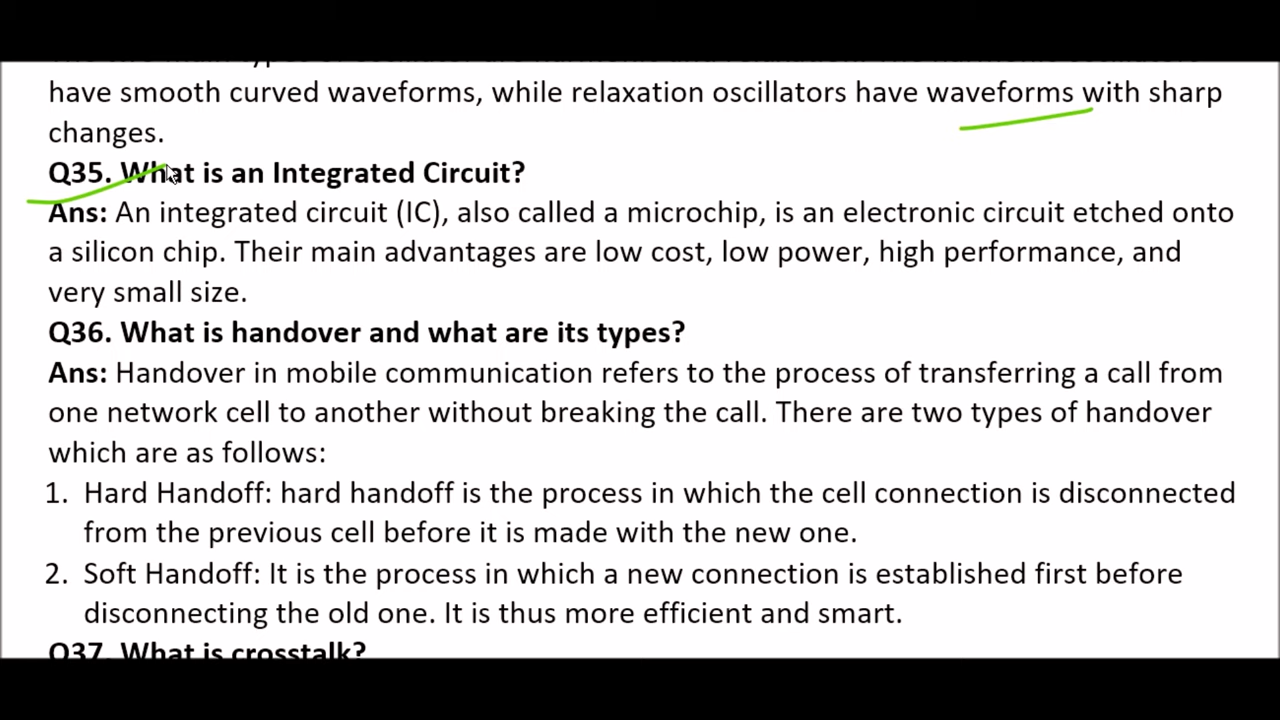 have smooth curved waveforms, while relaxation oscillators have waveforms with sharp
changes.
Q35. What is an Integrated Circuit?
Ans: An integrated circuit (IC), also called a microchip, is an electronic circuit etched onto
a silicon chip. Their main advantages are low cost, low power, high performance, and
very small size.
Q36. What is handover and what are its types?
Ans: Handover in mobile communication refers to the process of transferring a call from
one network cell to another without breaking the call. There are two types of handover
which are as follows:
1. Hard Handoff: hard handoff is the process in which the cell connection is disconnected
from the previous cell before it is made with the new one.
2. Soft Handoff: It is the process in which a new connection is established first before
disconnecting the old one. It is thus more efficient and smart.
Q37. What is crosstalk?